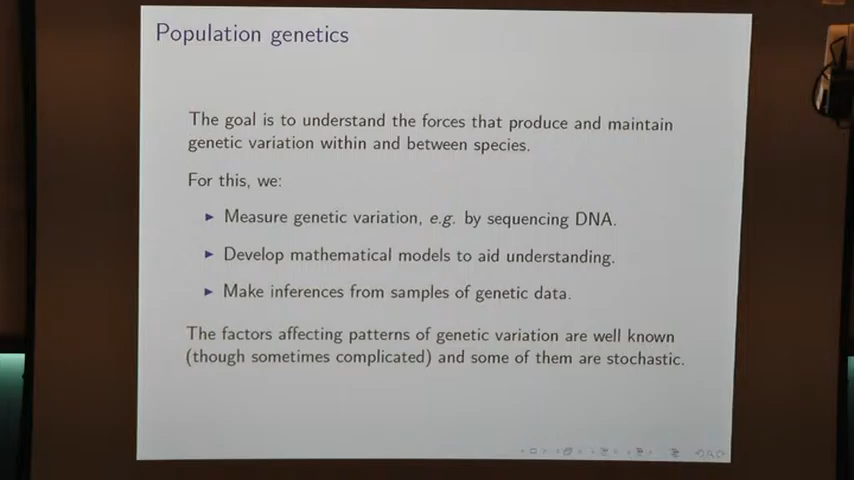 Population genetics
The goal is to understand the forces that produce and maintain
genetic variation within and between species.
For this, we:
Measure genetic variation, e.g. by sequencing DNA.
Develop mathematical models to aid understanding.
Make inferences from samples of genetic data.
The factors affecting patterns of genetic variation are well known
(though sometimes complicated) and some of them are stochastic.